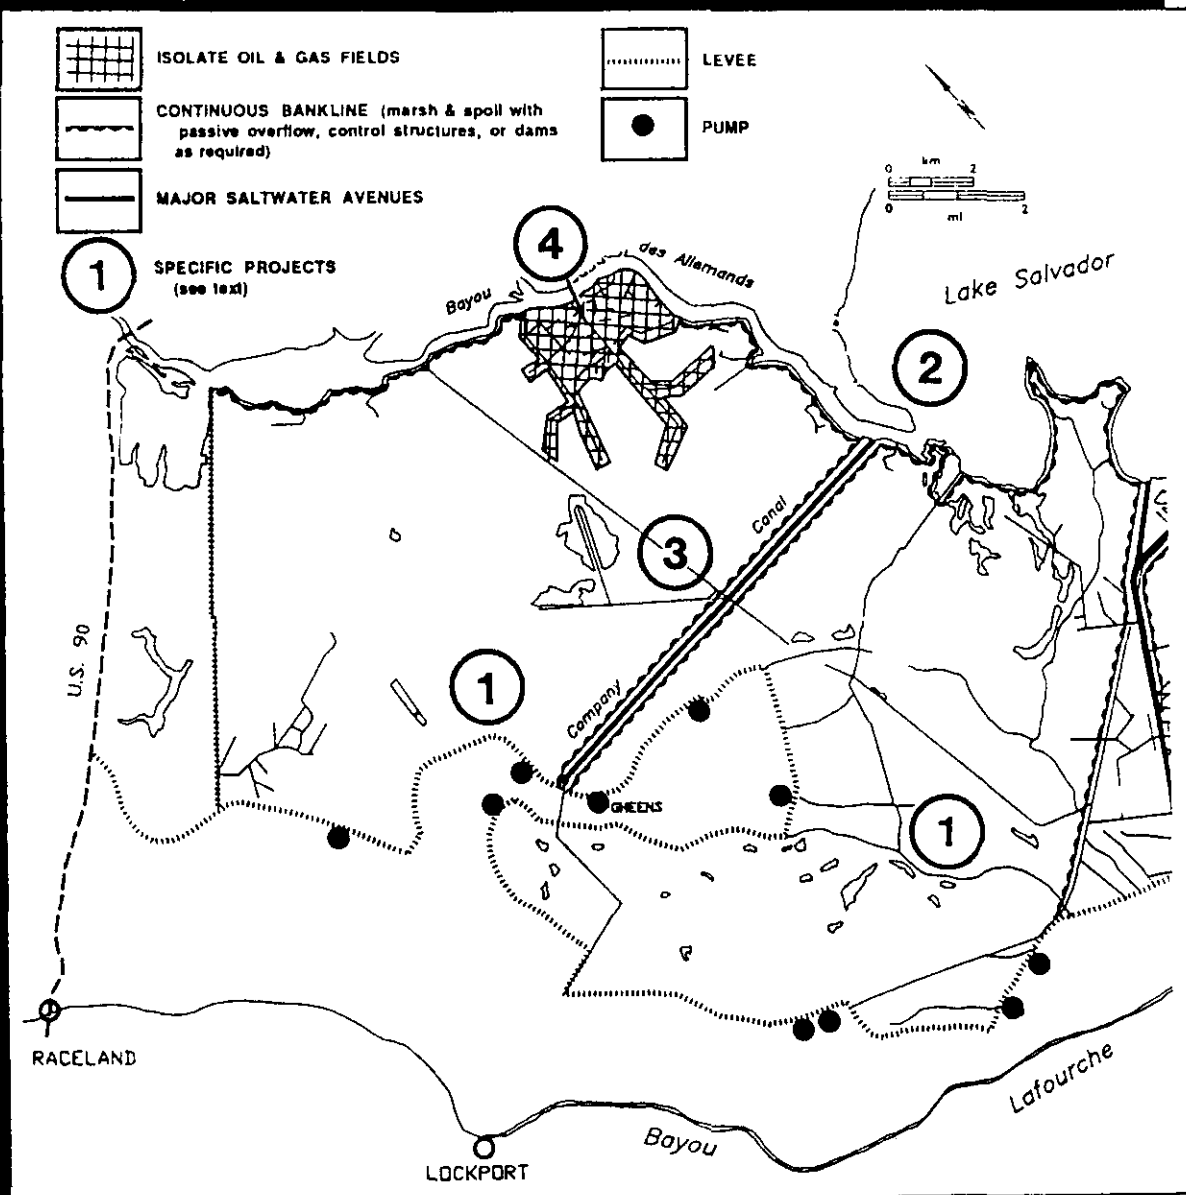 ISOLATE OIL & GAS FIELDS
CONTINUOUS BANKLINE (marsh & spoil with
passive overflow, control structures, or dams
as required)
MAJOR SALTWATER AVENUES
1
SPECIFIC PROJECTS
(see text)
LEVEE
PUMP
0 km 2
0 mi 2
4
Bayou
des Allemands
Lake Salvador
2
Canal
3
U.S. 90
1
Company
GHEENS
1
RACELAND
LOCKPORT
Bayou
Lafourche